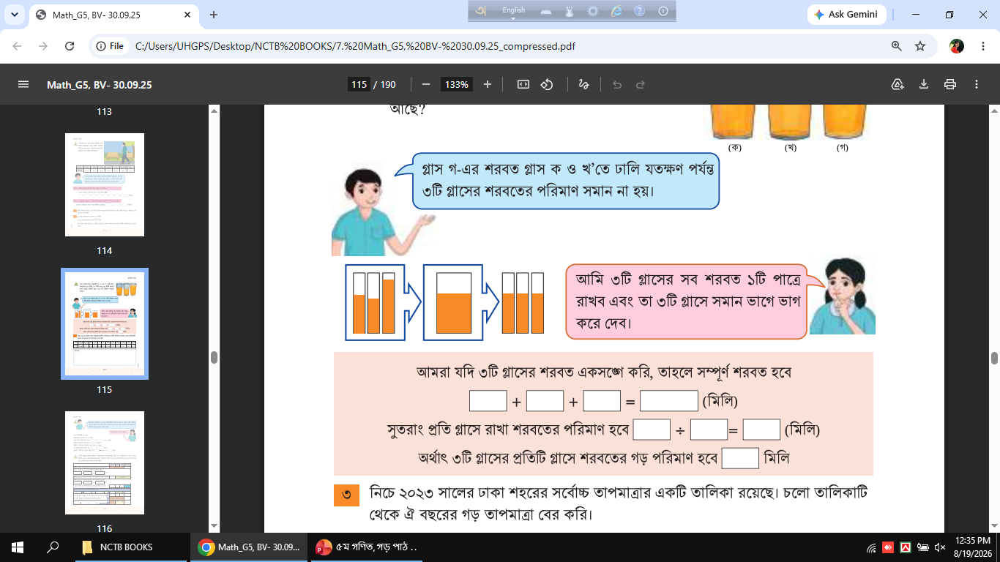 Math_G5, BV- 30.09.25
English
Ask Gemini
File
C:/Users/UHGPS/Desktop/NCTB%20BOOKS/7.%20Math_G5,%20BV-%2030.09.25_compressed.pdf
Math_G5, BV- 30.09.25
115 / 190
133%
113
114
115
116
আছে?
(ক) (খ) (গ)
গ্লাস গ-এর শরবত গ্লাস ক ও খ’তে ঢালি যতক্ষণ পর্যন্ত
৩টি গ্লাসের শরবতের পরিমাণ সমান না হয়।
আমি ৩টি গ্লাসের সব শরবত ১টি পাত্রে
রাখব এবং তা ৩টি গ্লাসে সমান ভাগে ভাগ
করে দেব।
আমরা যদি ৩টি গ্লাসের শরবত একসঙ্গে করি, তাহলে সম্পূর্ণ শরবত হবে
+ + = (মিলি)
সুতরাং প্রতি গ্লাসে রাখা শরবতের পরিমাণ হবে ÷ = (মিলি)
অর্থাৎ ৩টি গ্লাসের প্রতিটি গ্লাসে শরবতের গড় পরিমাণ হবে মিলি
৩ নিচে ২০২৩ সালের ঢাকা শহরের সর্বোচ্চ তাপমাত্রার একটি তালিকা রয়েছে। চলো তালিকাটি
থেকে ঐ বছরের গড় তাপমাত্রা বের করি।
NCTB BOOKS
Math_G5, BV- 30.09...
৫ম গণিত, গড় পাঠ ..
12:35 PM
8/19/2026